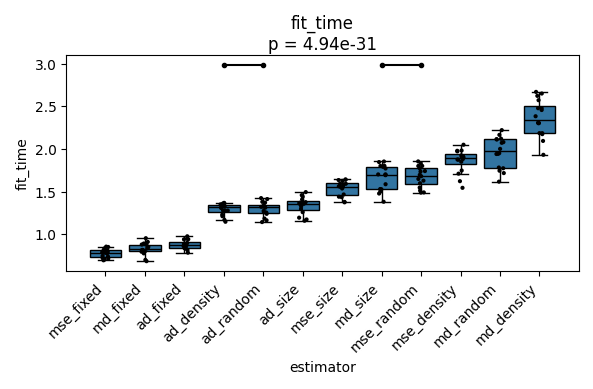 fit_time
p = 4.94e-31
3.0
2.5
2.0
1.5
1.0
fit_time
mse_fixed
md_fixed
ad_fixed
ad_density
ad_random
ad_size
mse_size
md_size
mse_random
mse_density
md_random
md_density
estimator